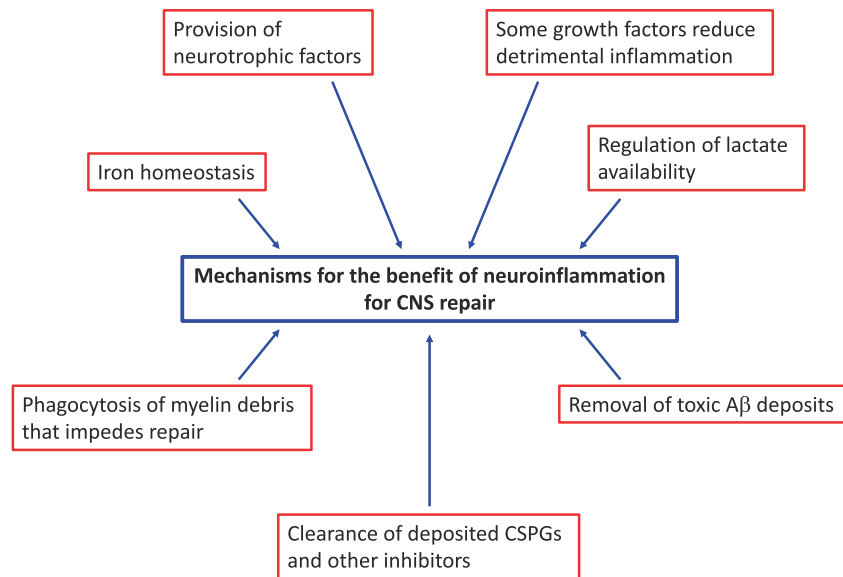 Provision of
neurotrophic factors
Some growth factors reduce
detrimental inflammation
Iron homeostasis
Regulation of lactate
availability
Mechanisms for the benefit of neuroinflammation
for CNS repair
Phagocytosis of myelin debris
that impedes repair
Removal of toxic Aβ deposits
Clearance of deposited CSPGs
and other inhibitors